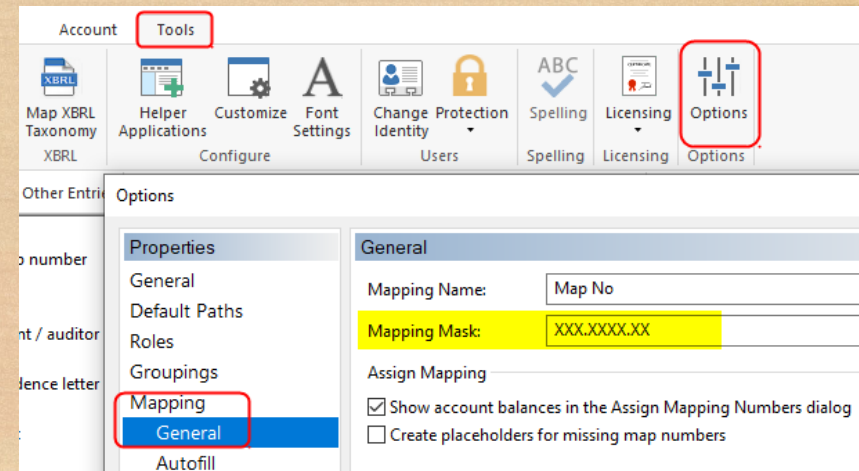 Account Tools
XBRL
ABC
Map XBRL Taxonomy
Helper Applications
Customize
Font Settings
Change Identity
Protection
Spelling
Licensing
Options
XBRL Configure Users Spelling Licensing Options
Other
Options
Properties
General
Default Paths
Roles
Groupings
Mapping
General
Autofill
number
/ auditor
letter
General
Mapping Name: Map No
Mapping Mask: XXX.XXXX.XX
Assign Mapping
Show account balances in the Assign Mapping Numbers dialog
Create placeholders for missing map numbers